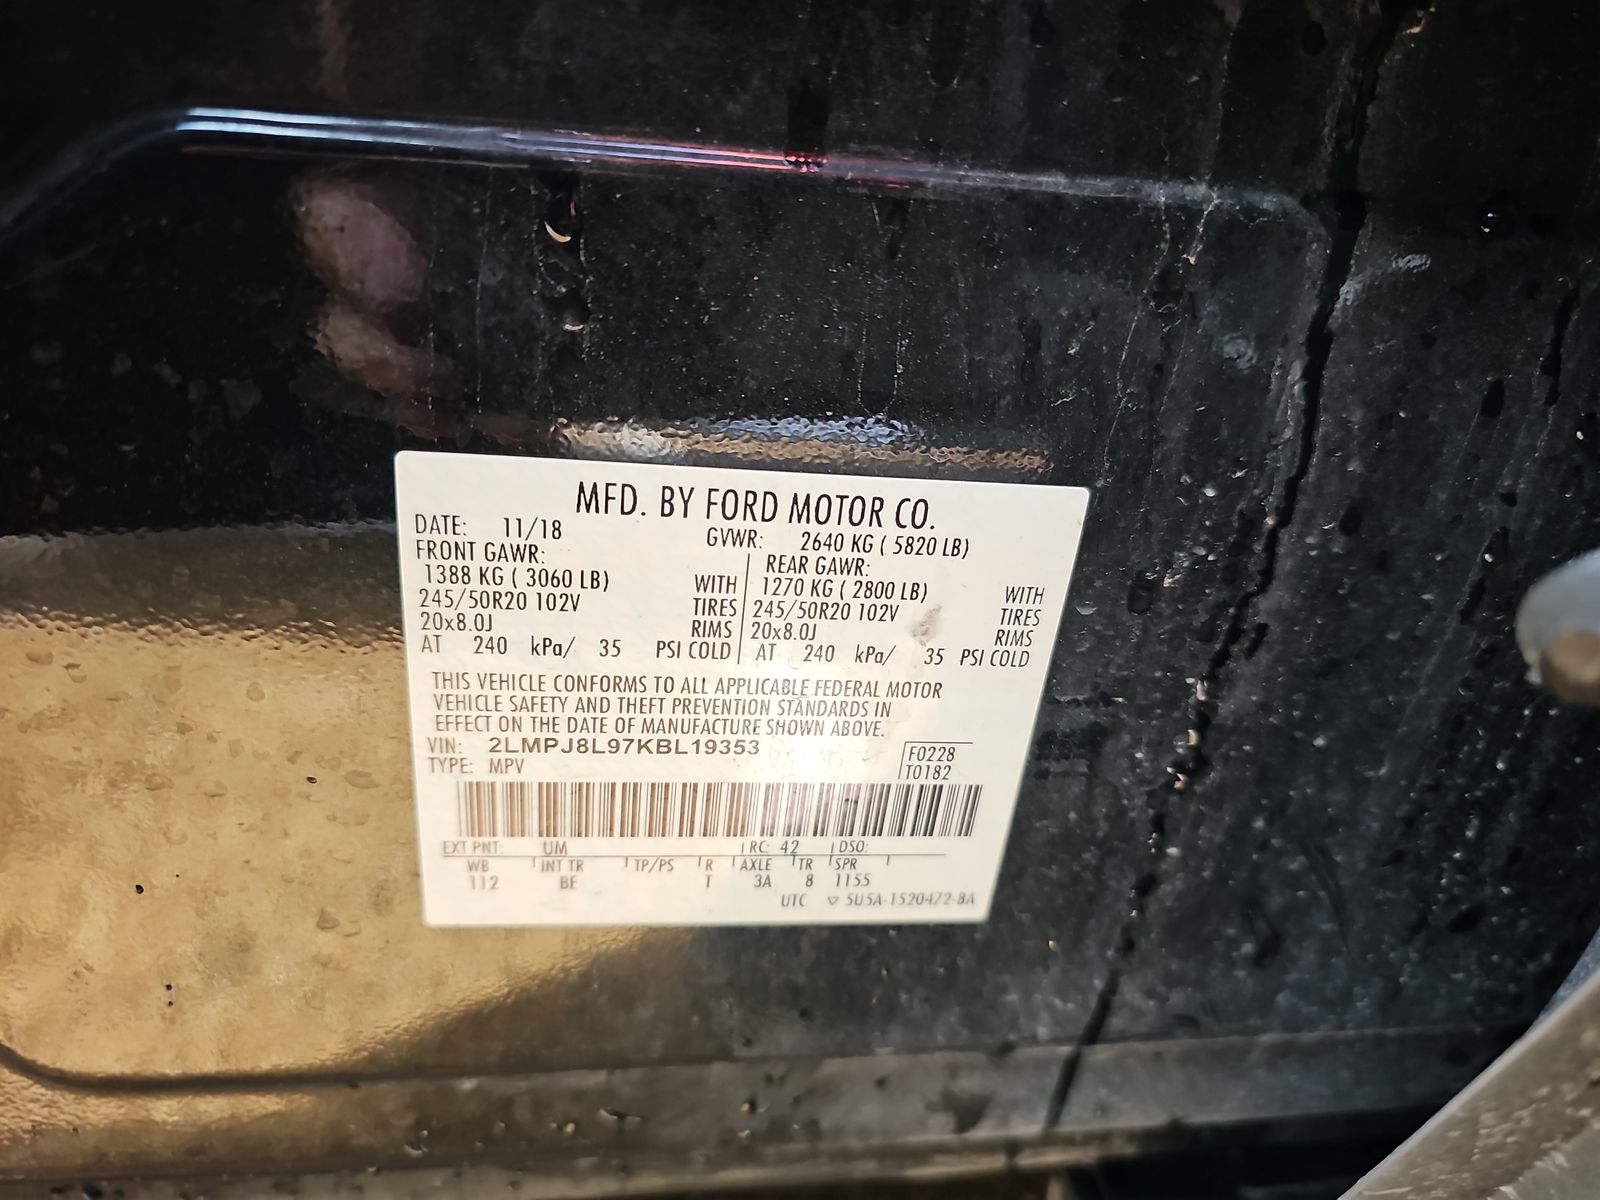 MFD. BY FORD MOTOR CO.
DATE: 11/18 GVWR: 2640 KG ( 5820 LB)
FRONT GAWR: REAR GAWR:
1388 KG ( 3060 LB) WITH 1270 KG ( 2800 LB) WITH
245/50R20 102V TIRES 245/50R20 102V TIRES
20x8.0J RIMS 20x8.0J RIMS
AT 240 kPa/ 35 PSI COLD AT 240 kPa/ 35 PSI COLD
THIS VEHICLE CONFORMS TO ALL APPLICABLE FEDERAL MOTOR
VEHICLE SAFETY AND THEFT PREVENTION STANDARDS IN
EFFECT ON THE DATE OF MANUFACTURE SHOWN ABOVE.
VIN: 2LMPJ8L97KBL19353 F0228
TYPE: MPV T0182
EXT PNT: UM RC: 42 DSO:
WB INT TR TP/PS R AXLE TR SPR
112 BE T 3A 8 1155
UTC ▽ 5U5A-1520472-BA